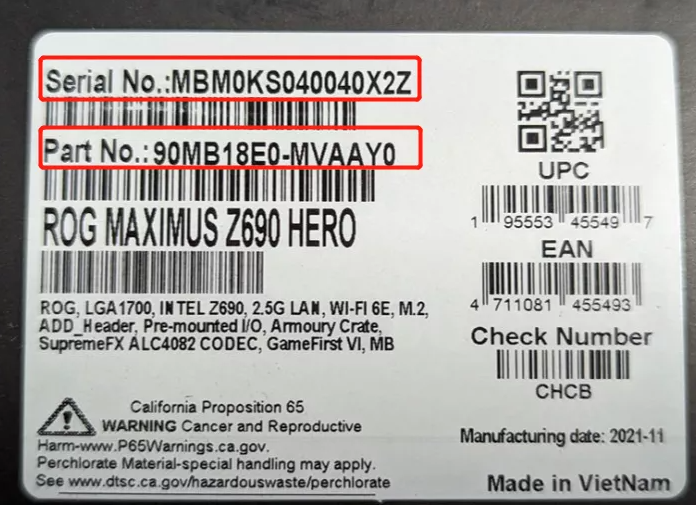 Serial No.:MBM0KS040040X2Z
Part No.:90MB18E0-MVAAY0
ROG MAXIMUS Z690 HERO
ROG, LGA1700, INTEL Z690, 2.5G LAN, WI-FI 6E, M.2,
ADD_Header, Pre-mounted I/O, Armoury Crate,
SupremeFX ALC4082 CODEC, GameFirst VI, MB
California Proposition 65
WARNING Cancer and Reproductive
Harm-www.P65Warnings.ca.gov.
Perchlorate Material-special handling may apply.
See www.dtsc.ca.gov/hazardouswaste/perchlorate
UPC
1 95553 45549 7
EAN
4 711081 455493
Check Number
CHCB
Manufacturing date: 2021-11
Made in VietNam